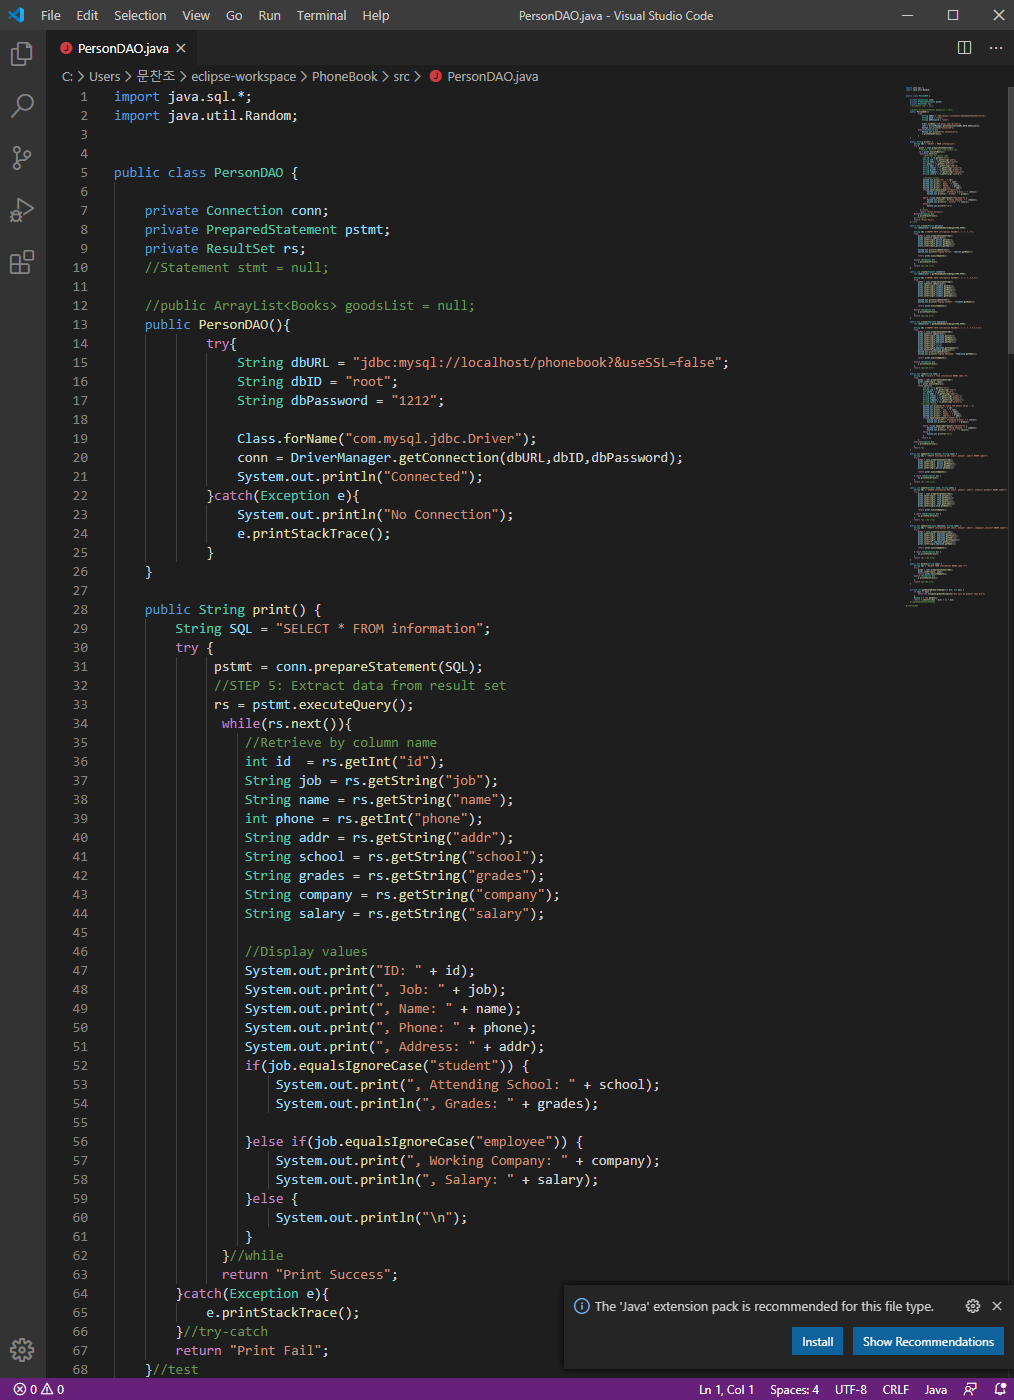 File Edit Selection View Go Run Terminal Help PersonDAO.java - Visual Studio Code
PersonDAO.java
C: > Users > 문찬조 > eclipse-workspace > PhoneBook > src > PersonDAO.java
1 import java.sql.*;
2 import java.util.Random;
3
4
5 public class PersonDAO {
6
7 private Connection conn;
8 private PreparedStatement pstmt;
9 private ResultSet rs;
10 //Statement stmt = null;
11
12 //public ArrayList<Books> goodsList = null;
13 public PersonDAO(){
14 try{
15 String dbURL = "jdbc:mysql://localhost/phonebook?&useSSL=false";
16 String dbID = "root";
17 String dbPassword = "1212";
18
19 Class.forName("com.mysql.jdbc.Driver");
20 conn = DriverManager.getConnection(dbURL,dbID,dbPassword);
21 System.out.println("Connected");
22 }catch(Exception e){
23 System.out.println("No Connection");
24 e.printStackTrace();
25 }
26 }
27
28 public String print() {
29 String SQL = "SELECT * FROM information";
30 try {
31 pstmt = conn.prepareStatement(SQL);
32 //STEP 5: Extract data from result set
33 rs = pstmt.executeQuery();
34 while(rs.next()){
35 //Retrieve by column name
36 int id  = rs.getInt("id");
37 String job = rs.getString("job");
38 String name = rs.getString("name");
39 int phone = rs.getInt("phone");
40 String addr = rs.getString("addr");
41 String school = rs.getString("school");
42 String grades = rs.getString("grades");
43 String company = rs.getString("company");
44 String salary = rs.getString("salary");
45
46 //Display values
47 System.out.print("ID: " + id);
48 System.out.print(", Job: " + job);
49 System.out.print(", Name: " + name);
50 System.out.print(", Phone: " + phone);
51 System.out.print(", Address: " + addr);
52 if(job.equalsIgnoreCase("student")) {
53 System.out.print(", Attending School: " + school);
54 System.out.println(", Grades: " + grades);
55
56 }else if(job.equalsIgnoreCase("employee")) {
57 System.out.print(", Working Company: " + company);
58 System.out.println(", Salary: " + salary);
59 }else {
60 System.out.println("\n");
61 }
62 }//while
63 return "Print Success";
64 }catch(Exception e){
65 e.printStackTrace();
66 }//try-catch
67 return "Print Fail";
68 }//test
The 'Java' extension pack is recommended for this file type.
Install Show Recommendations
0 0 Ln 1, Col 1 Spaces: 4 UTF-8 CRLF Java